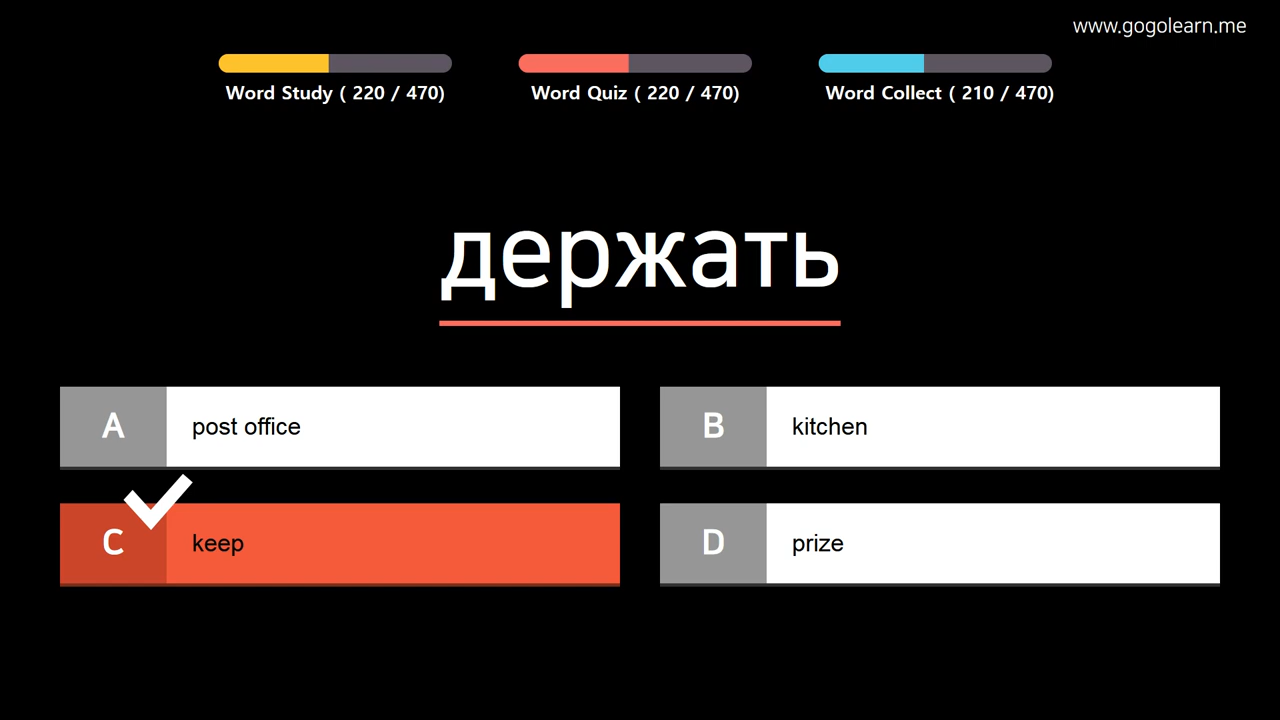 www.gogolearn.me
Word Study ( 220 / 470)
Word Quiz ( 220 / 470)
Word Collect ( 210 / 470)
держать
A post office
B kitchen
C keep
D prize